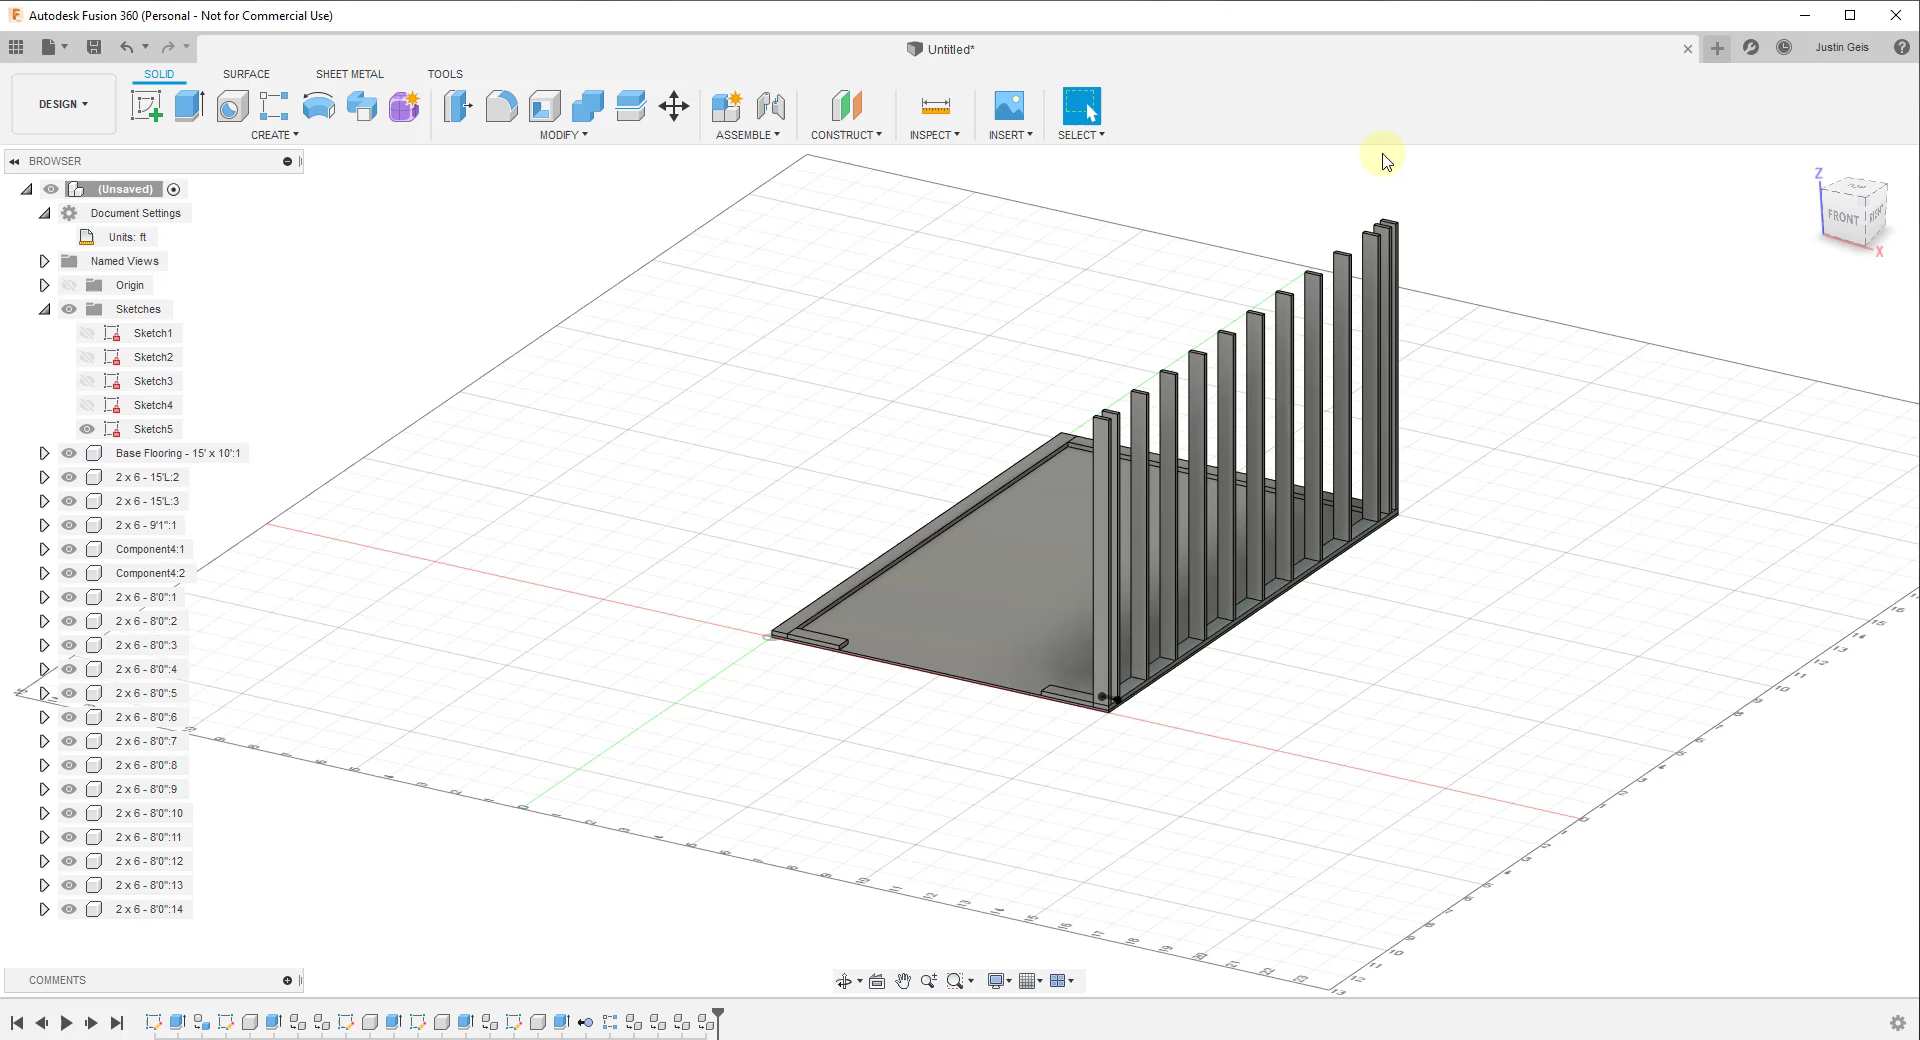 Autodesk Fusion 360 (Personal - Not for Commercial Use)
Untitled*
Justin Geis
DESIGN
SOLID
SURFACE
SHEET METAL
TOOLS
CREATE
MODIFY
ASSEMBLE
CONSTRUCT
INSPECT
INSERT
SELECT
BROWSER
(Unsaved)
Document Settings
Units: ft
Named Views
Origin
Sketches
Sketch1
Sketch2
Sketch3
Sketch4
Sketch5
Base Flooring - 15' x 10':1
2 x 6 - 15'L:2
2 x 6 - 15'L:3
2 x 6 - 9'1":1
Component4:1
Component4:2
2 x 6 - 8'0":1
2 x 6 - 8'0":2
2 x 6 - 8'0":3
2 x 6 - 8'0":4
2 x 6 - 8'0":5
2 x 6 - 8'0":6
2 x 6 - 8'0":7
2 x 6 - 8'0":8
2 x 6 - 8'0":9
2 x 6 - 8'0":10
2 x 6 - 8'0":11
2 x 6 - 8'0":12
2 x 6 - 8'0":13
2 x 6 - 8'0":14
Z
TOP
FRONT
RIGHT
X
COMMENTS